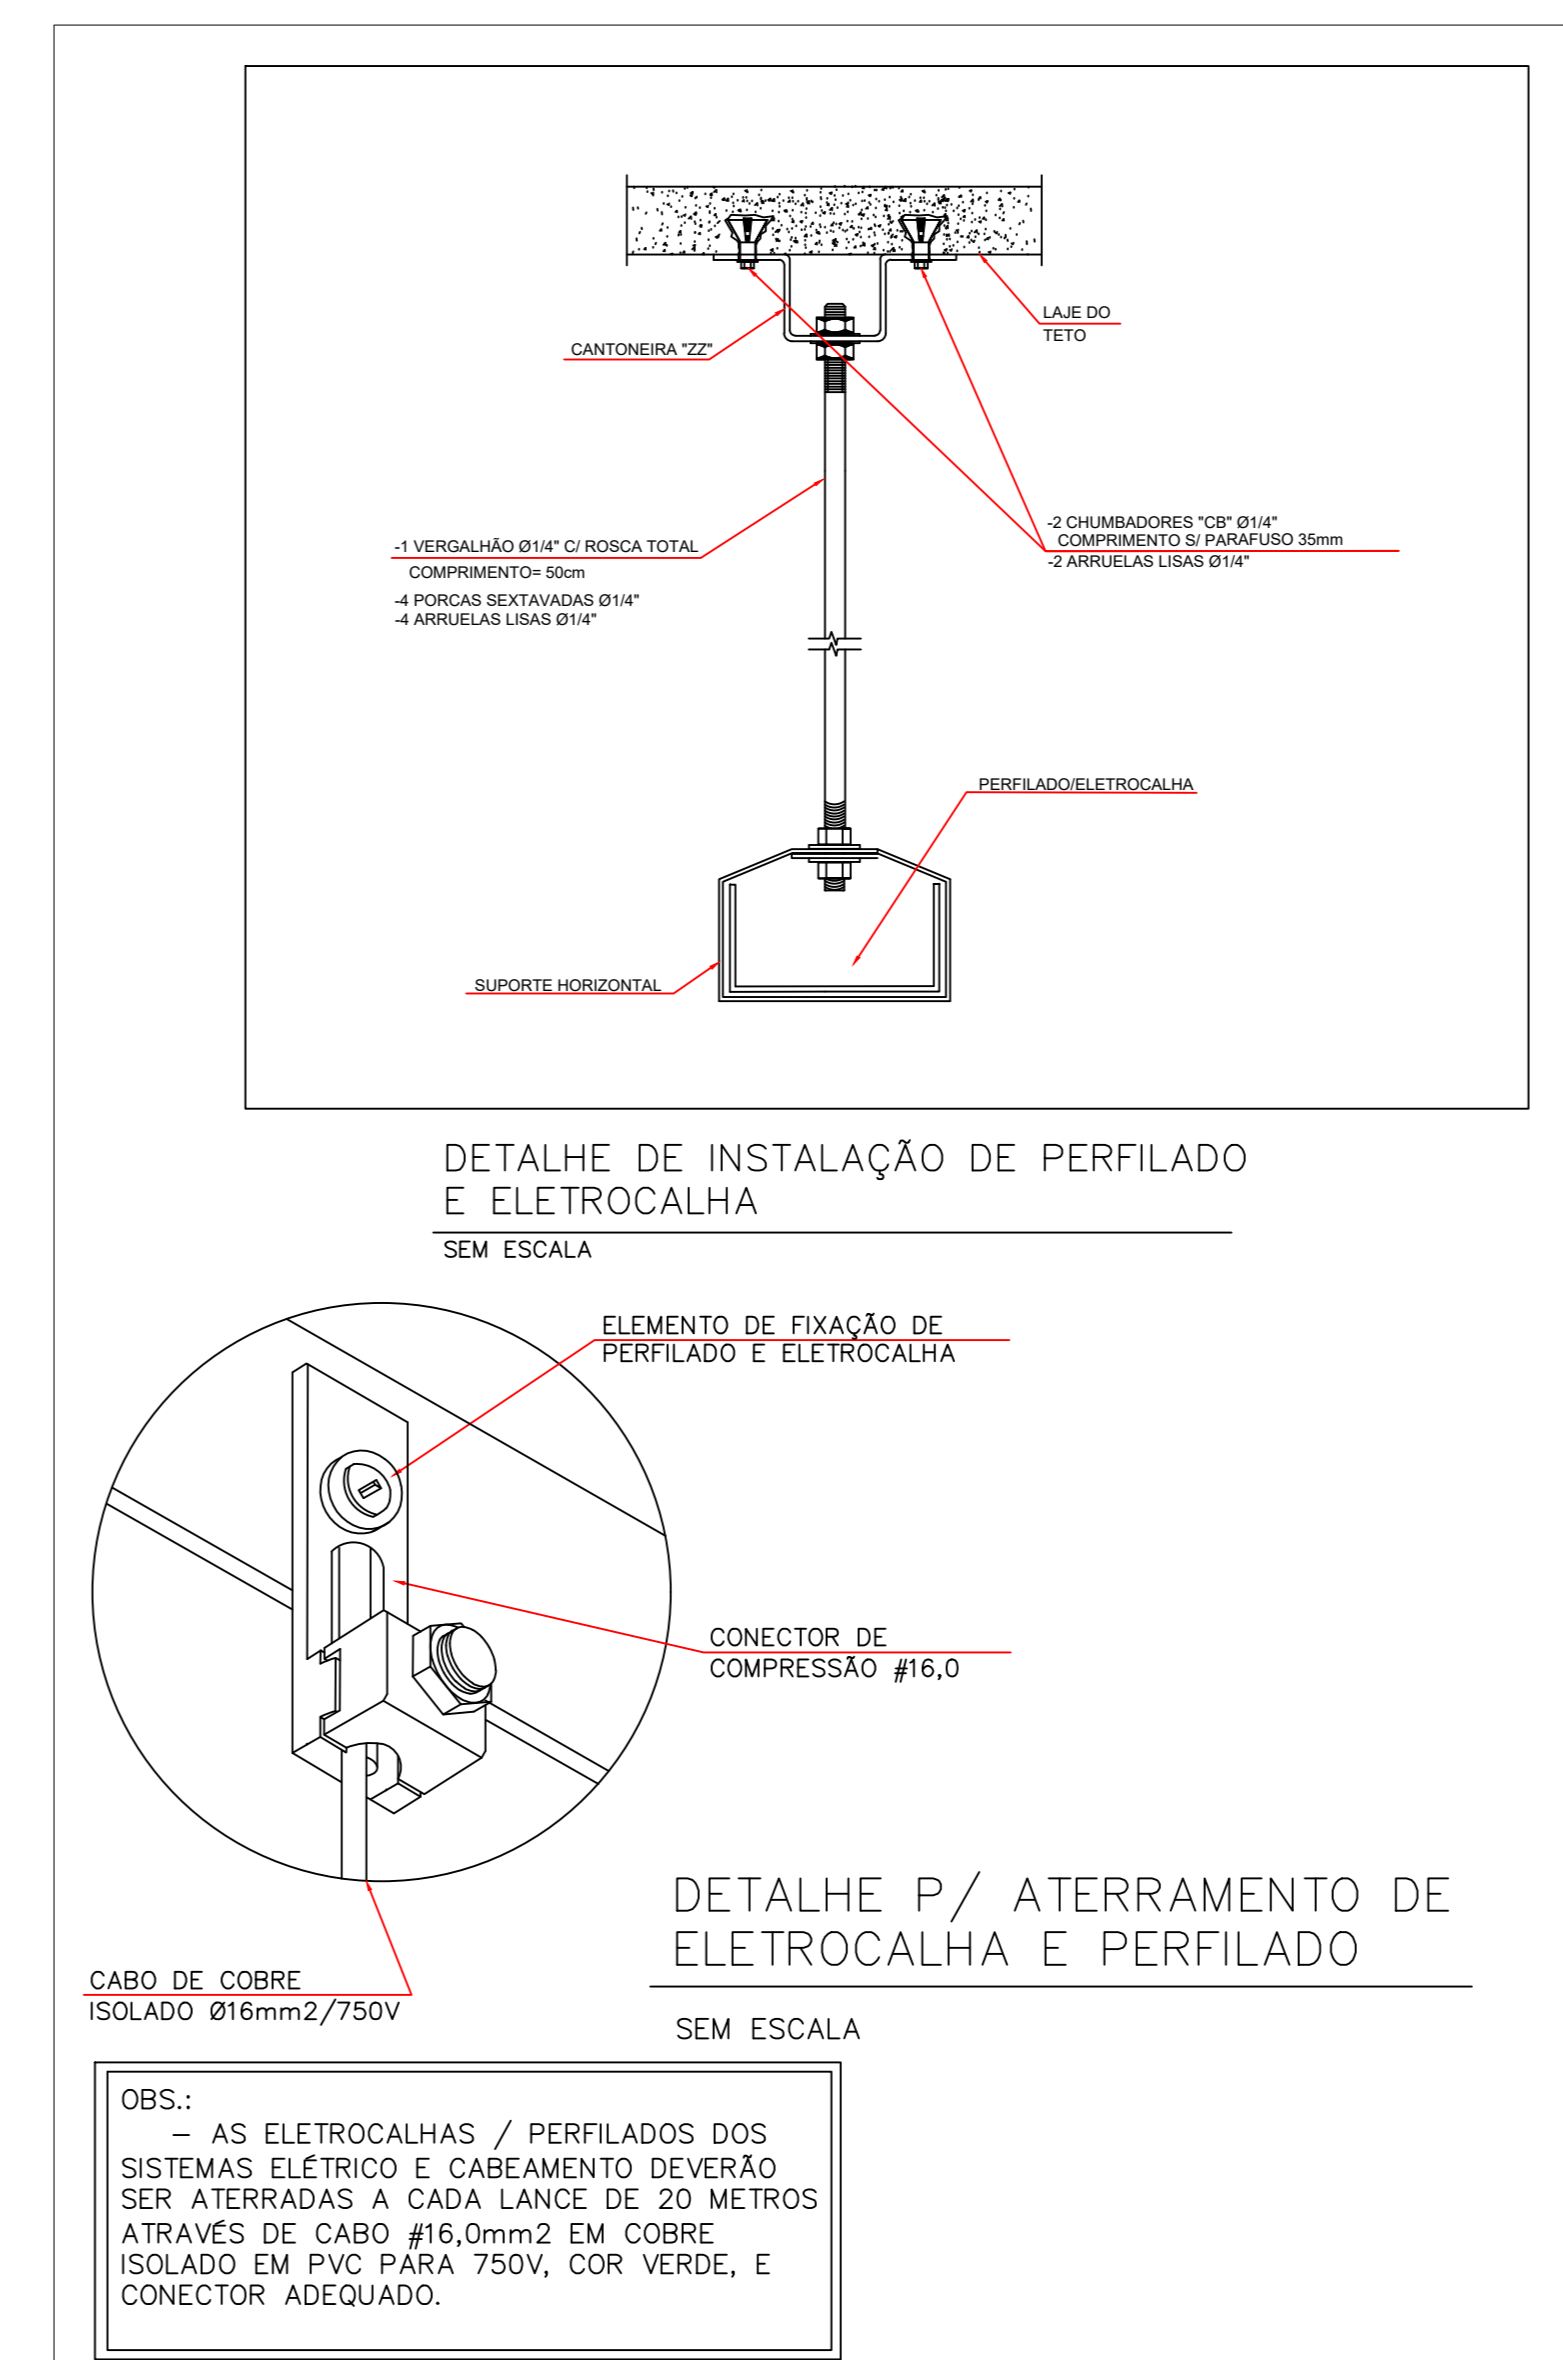 LAJE DO
TETO
CANTONEIRA "ZZ"
-2 CHUMBADORES "CB" Ø1/4"
COMPRIMENTO S/ PARAFUSO 35mm
-2 ARRUELAS LISAS Ø1/4"
-1 VERGALHÃO Ø1/4" C/ ROSCA TOTAL
COMPRIMENTO= 50cm
-4 PORCAS SEXTAVADAS Ø1/4"
-4 ARRUELAS LISAS Ø1/4"
PERFILADO/ELETROCALHA
SUPORTE HORIZONTAL
DETALHE DE INSTALAÇÃO DE PERFILADO
E ELETROCALHA
SEM ESCALA
ELEMENTO DE FIXAÇÃO DE
PERFILADO E ELETROCALHA
CONECTOR DE
COMPRESSÃO #16,0
DETALHE P/ ATERRAMENTO DE
ELETROCALHA E PERFILADO
SEM ESCALA
CABO DE COBRE
ISOLADO Ø16mm2/750V
OBS.:
– AS ELETROCALHAS / PERFILADOS DOS
SISTEMAS ELÉTRICO E CABEAMENTO DEVERÃO
SER ATERRADAS A CADA LANCE DE 20 METROS
ATRAVÉS DE CABO #16,0mm2 EM COBRE
ISOLADO EM PVC PARA 750V, COR VERDE, E
CONECTOR ADEQUADO.